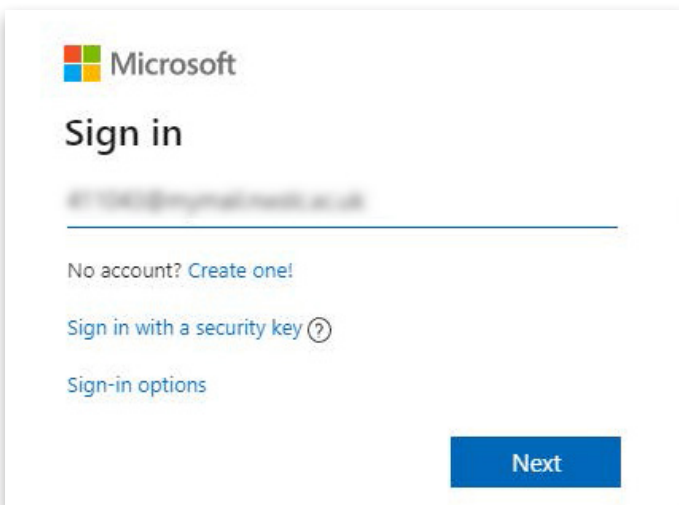 Microsoft
Sign in
No account? Create one!
Sign in with a security key ?
Sign-in options
Next